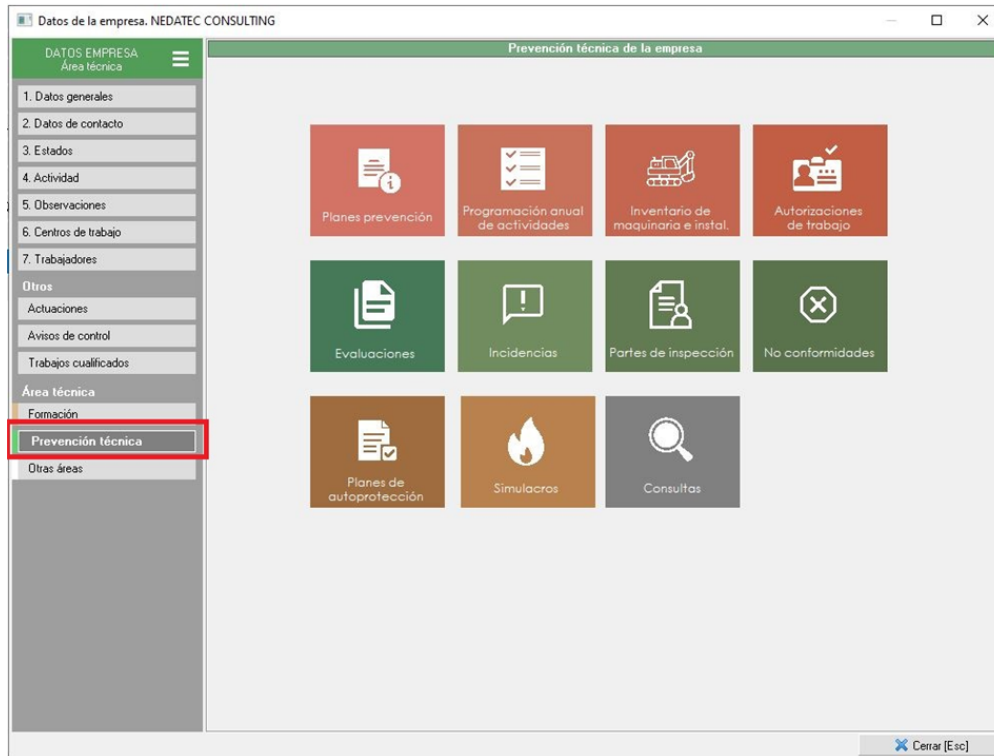 Datos de la empresa. NEDATEC CONSULTING
DATOS EMPRESA
Área técnica
1. Datos generales
2. Datos de contacto
3. Estados
4. Actividad
5. Observaciones
6. Centros de trabajo
7. Trabajadores
Otros
Actuaciones
Avisos de control
Trabajos cualificados
Área técnica
Formación
Prevención técnica
Otras áreas
Prevención técnica de la empresa
Planes prevención
Programación anual
de actividades
Inventario de
maquinaria e instal.
Autorizaciones
de trabajo
Evaluaciones
Incidencias
Partes de inspección
No conformidades
Planes de
autoprotección
Simulacros
Consultas
Cerrar [Esc]